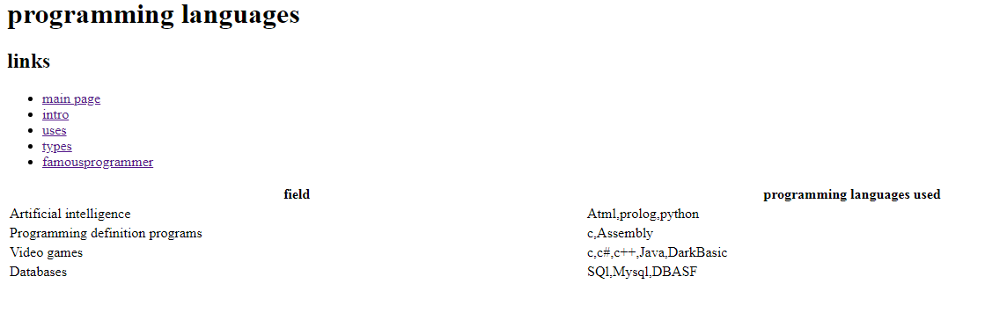 programming languages
links
main page
intro
uses
types
famousprogrammer
field programming languages used
Artificial intelligence Atml,prolog,python
Programming definition programs c,Assembly
Video games c,c#,c++,Java,DarkBasic
Databases SQl,Mysql,DBASF